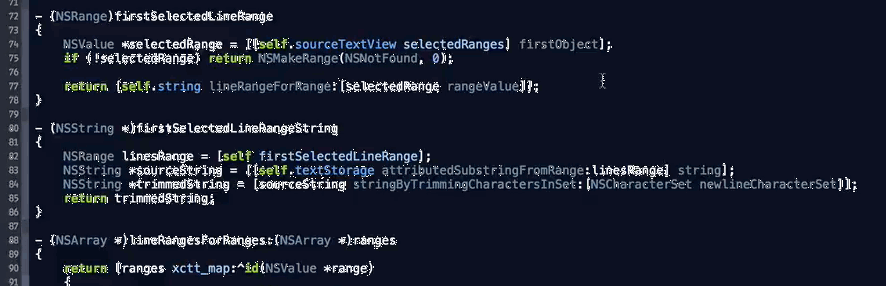 71
72 - (NSRange)firstSelectedLineRange
73 {
74 NSValue *selectedRange = [[self.sourceTextView selectedRanges] firstObject];
75 if (!selectedRange) return NSMakeRange(NSNotFound, 0);
76
77 return [self.string lineRangeForRange:[selectedRange rangeValue]];
78 }
79
80 - (NSString *)firstSelectedLineRangeString
81 {
82 NSRange linesRange = [self firstSelectedLineRange];
83 NSString *sourceString = [[self.textStorage attributedSubstringFromRange:linesRange] string];
84 NSString *trimmedString = [sourceString stringByTrimmingCharactersInSet:[NSCharacterSet newlineCharacterSet]];
85 return trimmedString;
86 }
87
88 - (NSArray *)lineRangesForRanges:(NSArray *)ranges
89 {
90 return [ranges xctt_map:^id(NSValue *range)
91 {